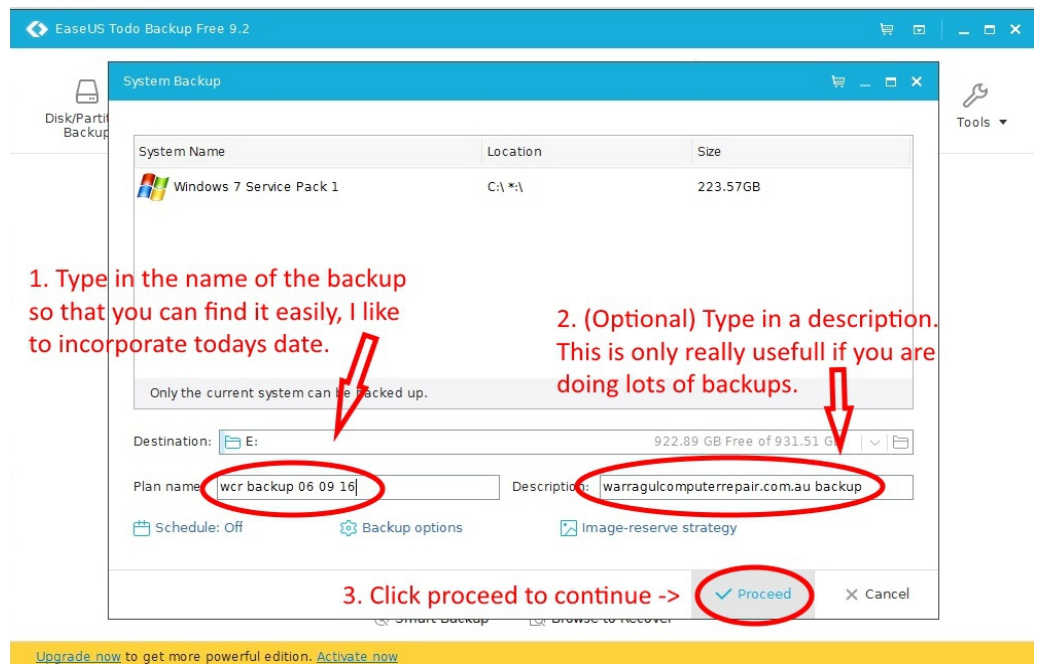 EaseUS Todo Backup Free 9.2
System Backup
Disk/Partiti
Backup
Tools
System Name Location Size
Windows 7 Service Pack 1 C:\ *:\ 223.57GB
1. Type in the name of the backup
so that you can find it easily, I like
to incorporate todays date.
2. (Optional) Type in a description.
This is only really usefull if you are
doing lots of backups.
Only the current system can be backed up.
Destination: E: 922.89 GB Free of 931.51 GB
Plan name: wcr backup 06 09 16 Description: warragulcomputerrepair.com.au backup
Schedule: Off Backup options Image-reserve strategy
3. Click proceed to continue -> Proceed Cancel
Smart Backup Browse to Recover
Upgrade now to get more powerful edition. Activate now